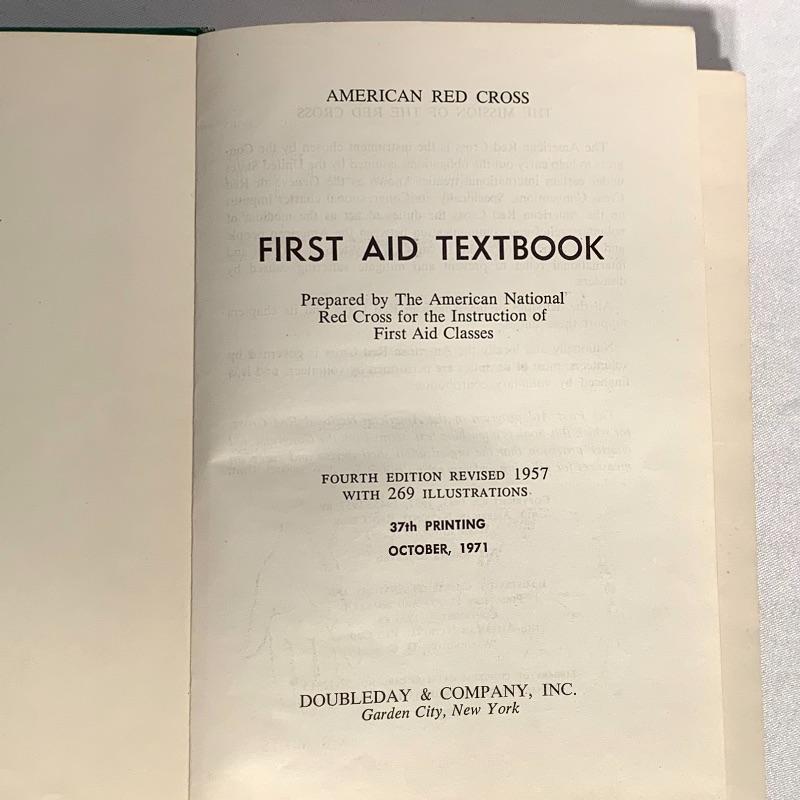 AMERICAN RED CROSS
FIRST AID TEXTBOOK
Prepared by The American National
Red Cross for the Instruction of
First Aid Classes
FOURTH EDITION REVISED 1957
WITH 269 ILLUSTRATIONS
37th PRINTING
OCTOBER, 1971
DOUBLEDAY & COMPANY, INC.
Garden City, New York